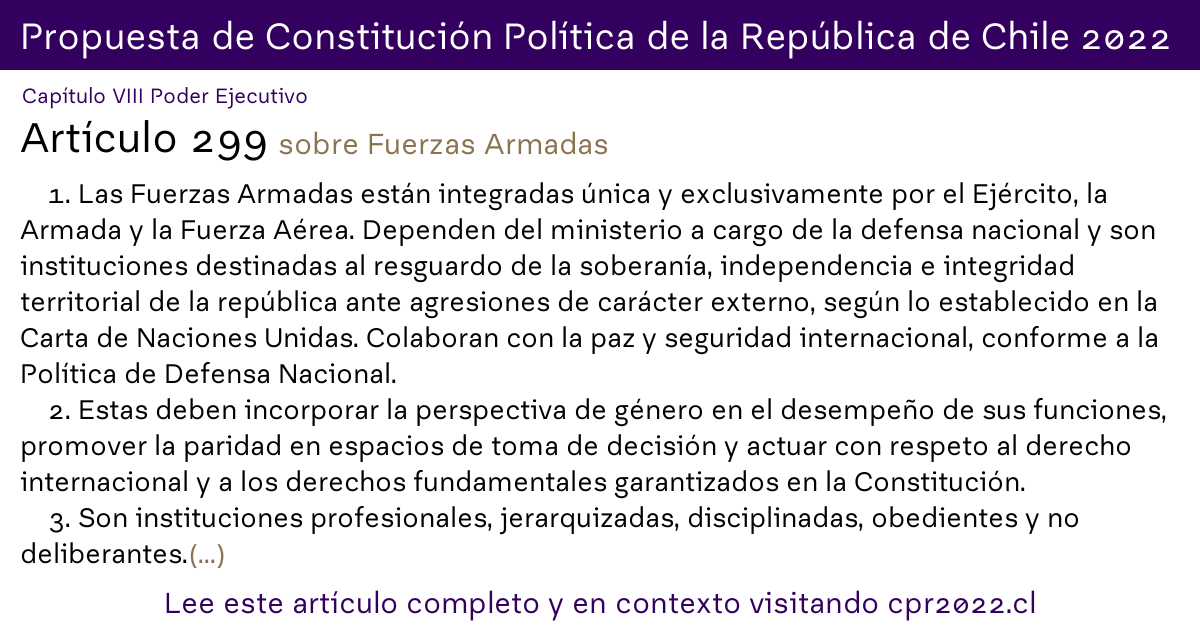 Propuesta de Constitución Política de la República de Chile 2022
Capítulo VIII Poder Ejecutivo
Artículo 299 sobre Fuerzas Armadas
1. Las Fuerzas Armadas están integradas única y exclusivamente por el Ejército, la
Armada y la Fuerza Aérea. Dependen del ministerio a cargo de la defensa nacional y son
instituciones destinadas al resguardo de la soberanía, independencia e integridad
territorial de la república ante agresiones de carácter externo, según lo establecido en la
Carta de Naciones Unidas. Colaboran con la paz y seguridad internacional, conforme a la
Política de Defensa Nacional.
2. Estas deben incorporar la perspectiva de género en el desempeño de sus funciones,
promover la paridad en espacios de toma de decisión y actuar con respeto al derecho
internacional y a los derechos fundamentales garantizados en la Constitución.
3. Son instituciones profesionales, jerarquizadas, disciplinadas, obedientes y no
deliberantes.(...)
Lee este artículo completo y en contexto visitando cpr2022.cl